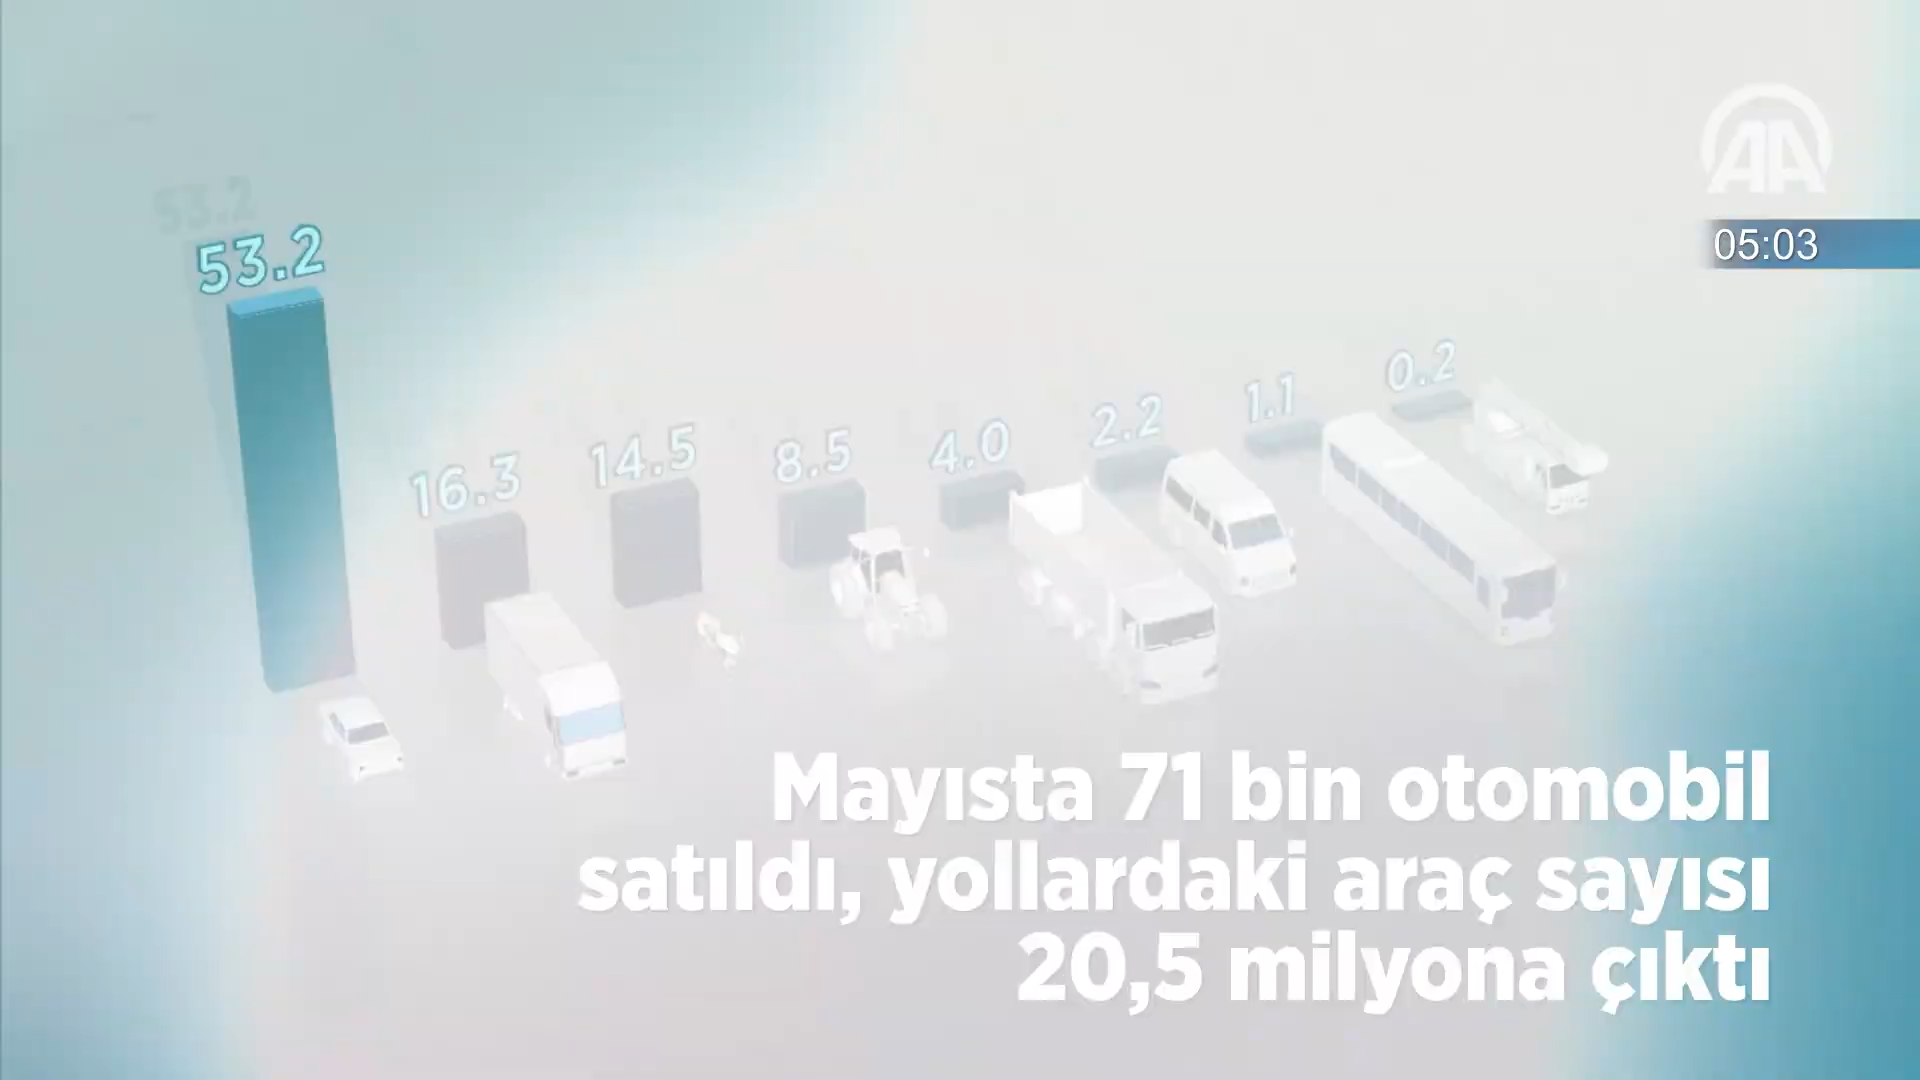 AA
05:03
53.2
53.2
16.3
14.5
8.5
4.0
2.2
1.1
0.2
Mayısta 71 bin otomobil
satıldı, yollardaki araç sayısı
20,5 milyona çıktı